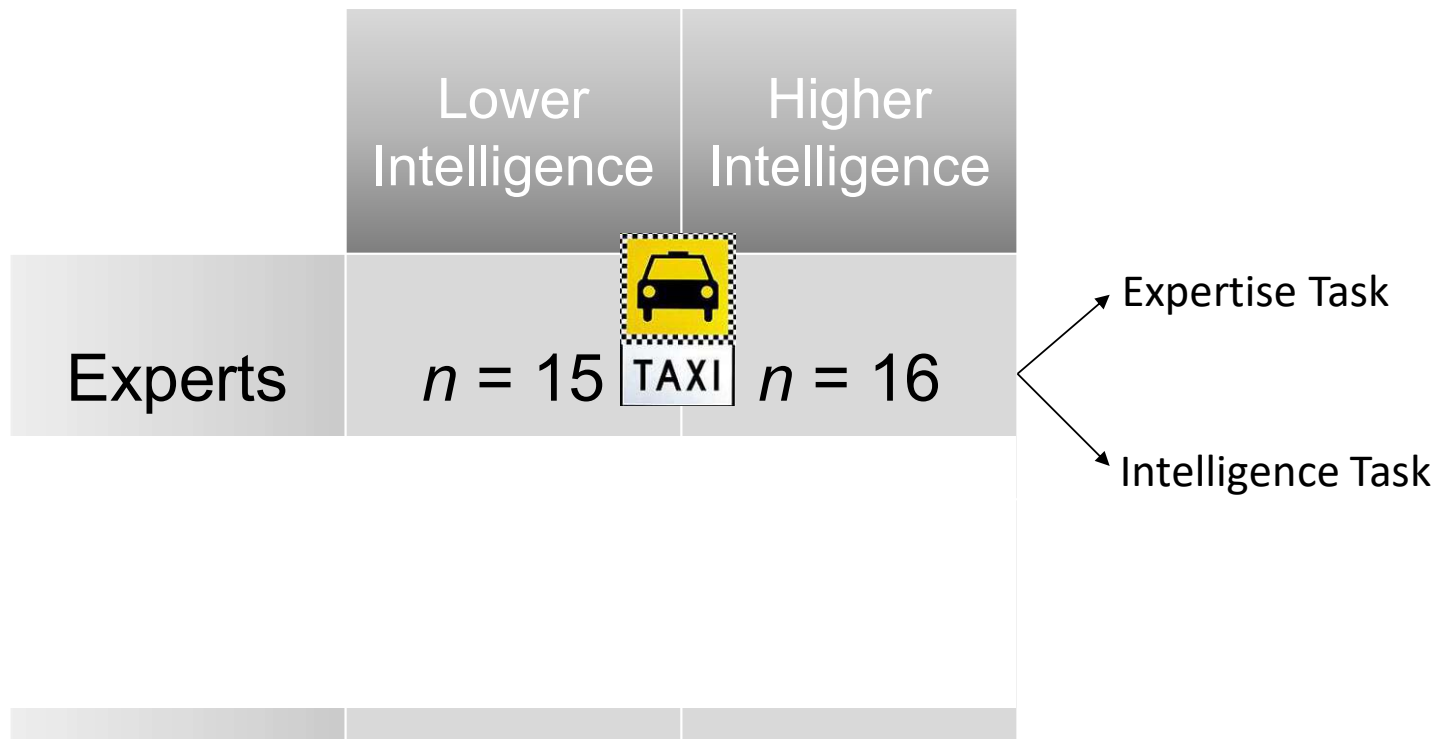 Lower
Intelligence
Higher
Intelligence
Experts
n = 15
TAXI
n = 16
Expertise Task
Intelligence Task